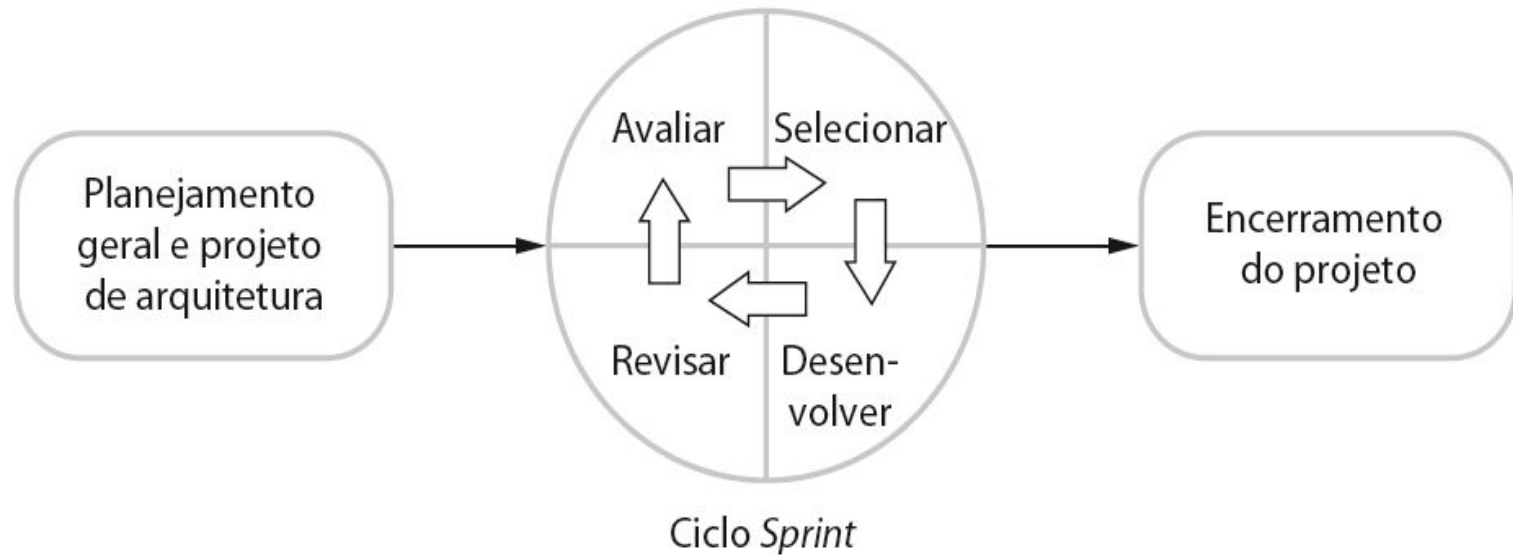 Planejamento
geral e projeto
de arquitetura
Avaliar
Selecionar
Revisar
Desen-
volver
Encerramento
do projeto
Ciclo Sprint